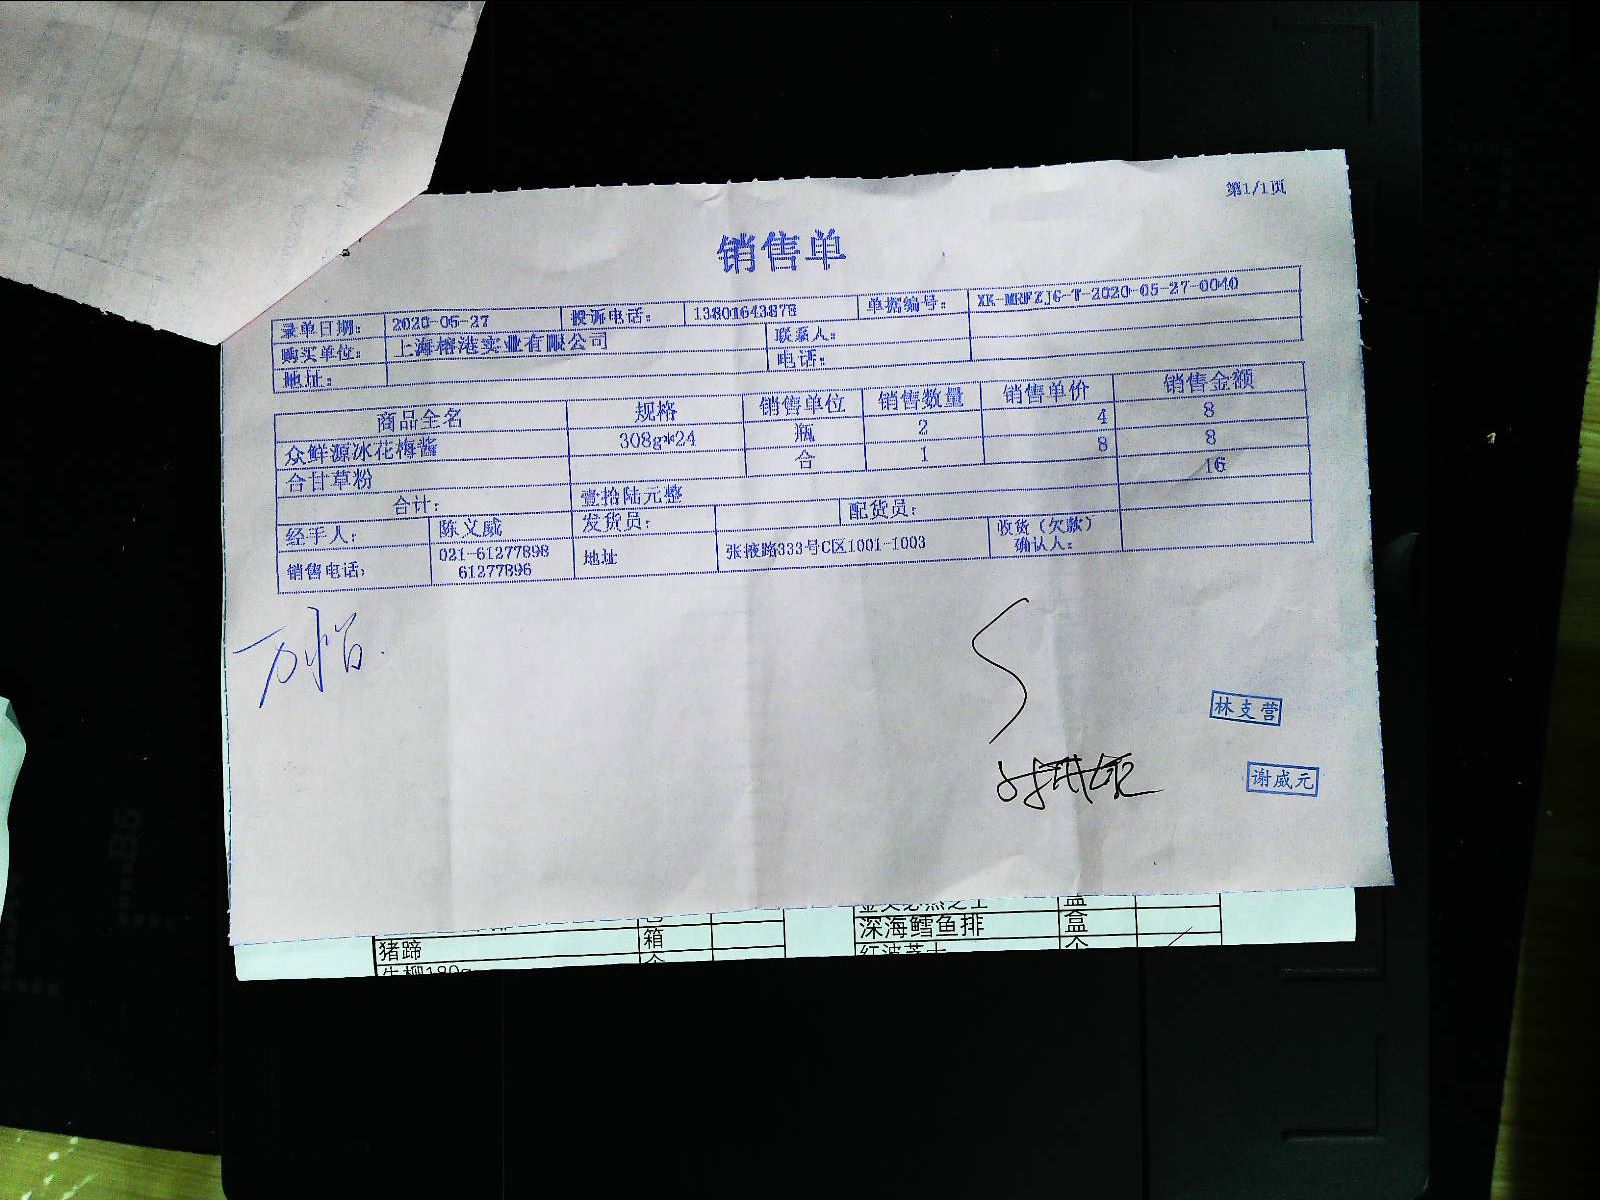 第1/1页
销售单
录单日期： 2020-05-27 投诉电话： 13801643878 单据编号： XK-MRFZJG-T-2020-05-27-0040
购买单位： 上海榕港实业有限公司 联系人：
地址： 电话：
商品全名 规格 销售单位 销售数量 销售单价 销售金额
众鲜源冰花梅酱 308g*24 瓶 2 4 8
合甘草粉 合 1 8 8
合计： 壹拾陆元整 16
经手人： 陈义威 发货员： 配货员：
销售电话： 021-61277898 61277896 地址 张掖路333号C区1001-1003 收货（欠款）确认人：
林支营
谢威元
猪蹄 箱
深海鳕鱼排 盒
B5